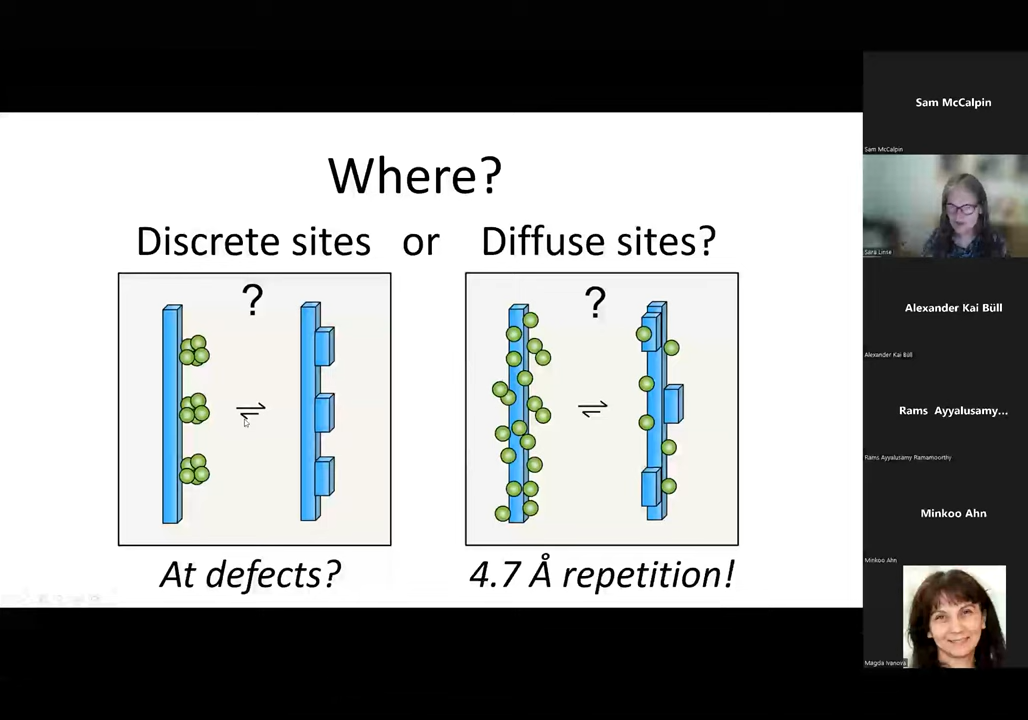 Where?
Discrete sites or Diffuse sites?
? ?
At defects? 4.7 Å repetition!
Sam McCalpin
Sam McCalpin
Sara Linse
Alexander Kai Büll
Alexander Kai Büll
Rams Ayyalusamy...
Rams Ayyalusamy Ramamoorthy
Minkoo Ahn
Minkoo Ahn
Magda Ivanova